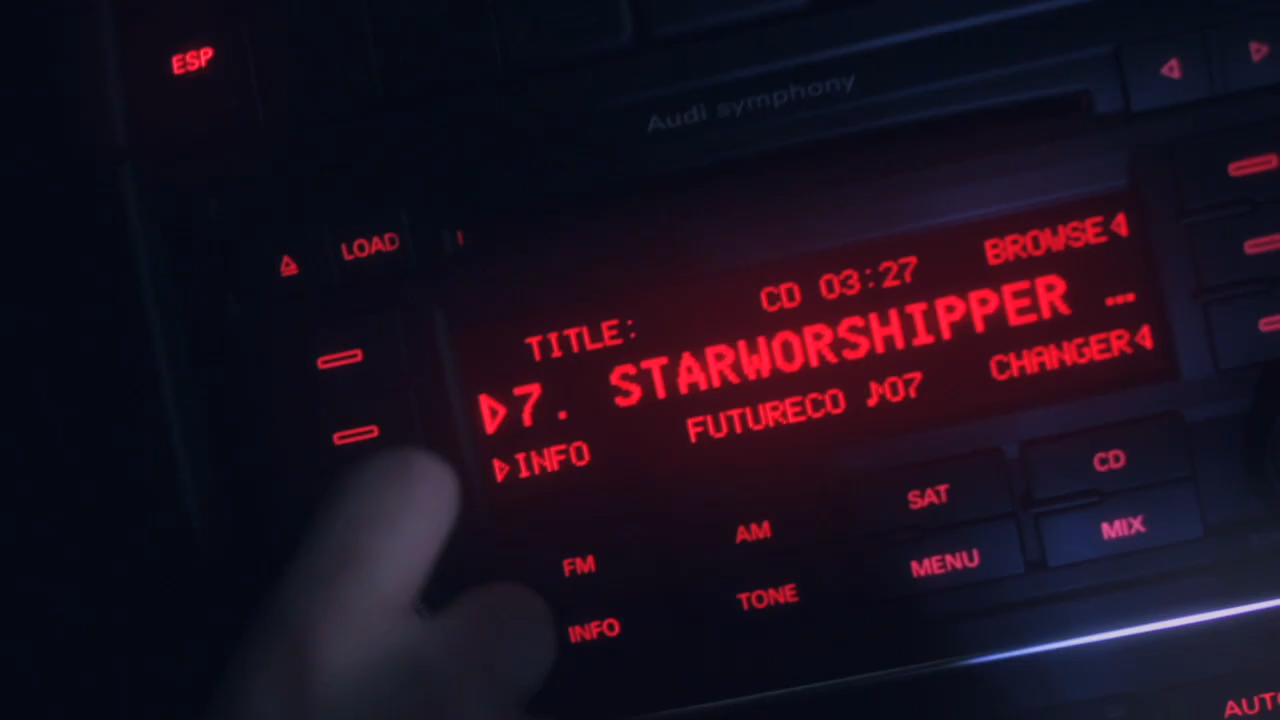 ESP
Audi symphony
LOAD
CD 03:27
BROWSE
TITLE:
7. STARWORSHIPPER ...
INFO
FUTURECO ♪07
CHANGER
FM
AM
SAT
CD
INFO
TONE
MENU
MIX